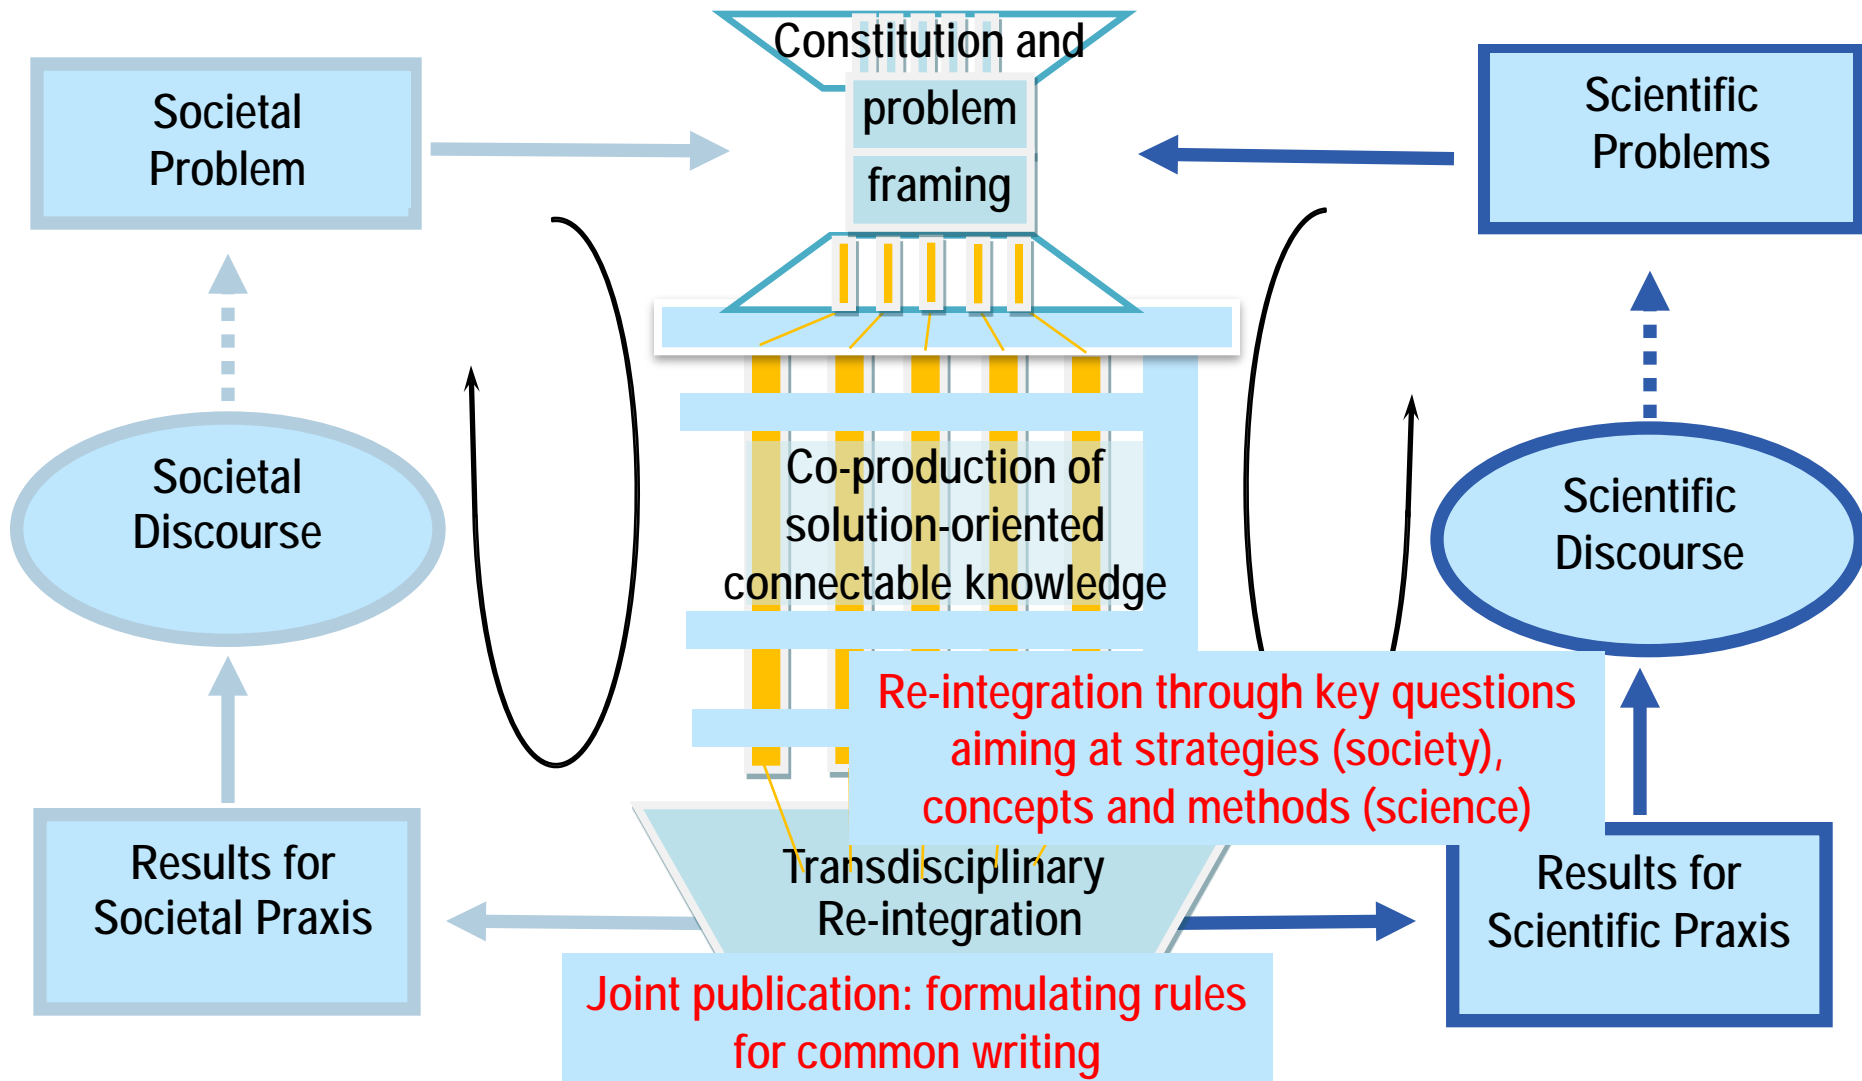 Constitution and
problem
framing
Societal
Problem
Scientific
Problems
Societal
Discourse
Co-production of
solution-oriented
connectable knowledge
Scientific
Discourse
Re-integration through key questions
aiming at strategies (society),
concepts and methods (science)
Results for
Societal Praxis
Transdisciplinary
Re-integration
Results for
Scientific Praxis
Joint publication: formulating rules
for common writing